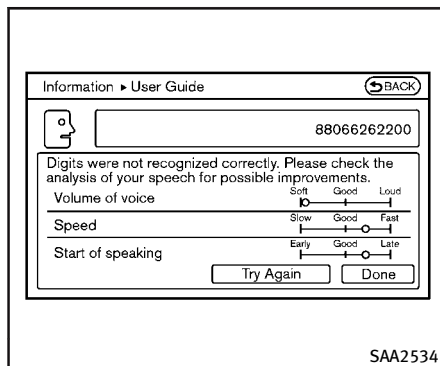 Information ▸ User Guide
BACK
88066262200
Digits were not recognized correctly. Please check the
analysis of your speech for possible improvements.
Volume of voice
Soft Good Loud
Speed
Slow Good Fast
Start of speaking
Early Good Late
Try Again
Done
SAA2534